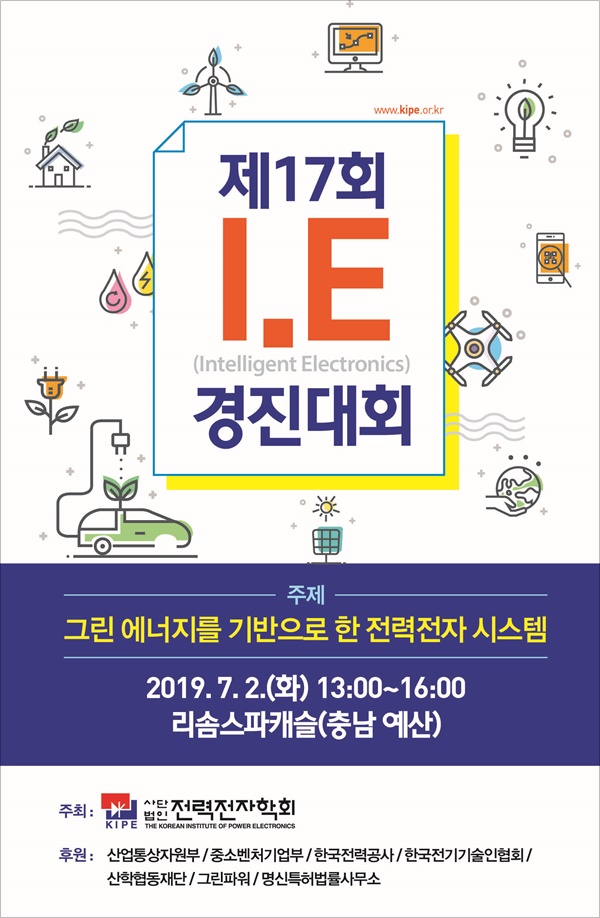 www.kipe.or.kr
제17회
I.E
(Intelligent Electronics)
경진대회
주제
그린 에너지를 기반으로 한 전력전자 시스템
2019. 7. 2.(화) 13:00~16:00
리솜스파캐슬(충남 예산)
주최 : KIPE 사단법인 전력전자학회
THE KOREAN INSTITUTE OF POWER ELECTRONICS
후원 : 산업통상자원부 / 중소벤처기업부 / 한국전력공사 / 한국전기기술인협회 /
산학협동재단 / 그린파워 / 명신특허법률사무소